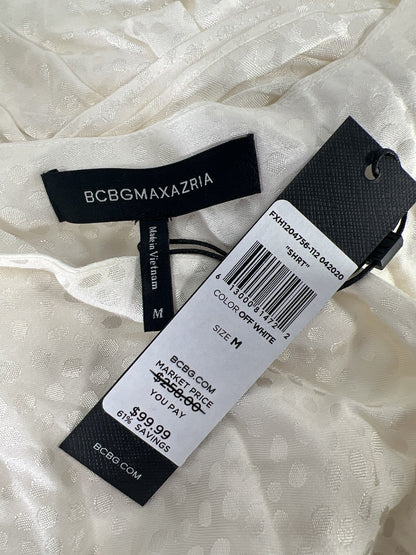 BCBGMAXAZRIA
Made in Vietnam
M
FXH1204756-112 042020
"SHRT"
6 13000 81472 2
COLOR OFF WHITE
SIZE M
BCBG.COM
MARKET PRICE
$258.00
YOU PAY
$99.99
61% SAVINGS
BCBG.COM